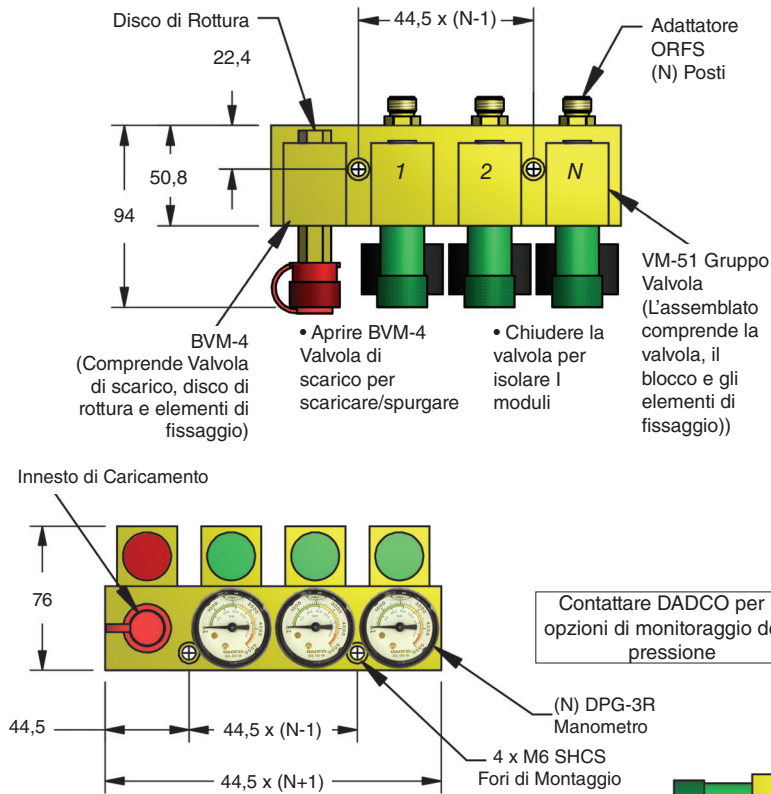 Disco di Rottura
44,5 x (N-1)
Adattatore
ORFS
(N) Posti
22,4
50,8
94
1
2
N
BVM-4
(Comprende Valvola
di scarico, disco di
rottura e elementi di
fissaggio)
• Aprire BVM-4
Valvola di
scarico per
scaricare/spurgare
• Chiudere la
valvola per
isolare I
moduli
VM-51 Gruppo
Valvola
(L'assemblato
comprende la
valvola, il
blocco e gli
elementi di
fissaggio))
Innesto di Caricamento
76
DADCO
DADCO
DADCO
Contattare DADCO per
opzioni di monitoraggio de
pressione
(N) DPG-3R
Manometro
44,5
44,5 x (N-1)
4 x M6 SHCS
Fori di Montaggio
44,5 x (N+1)